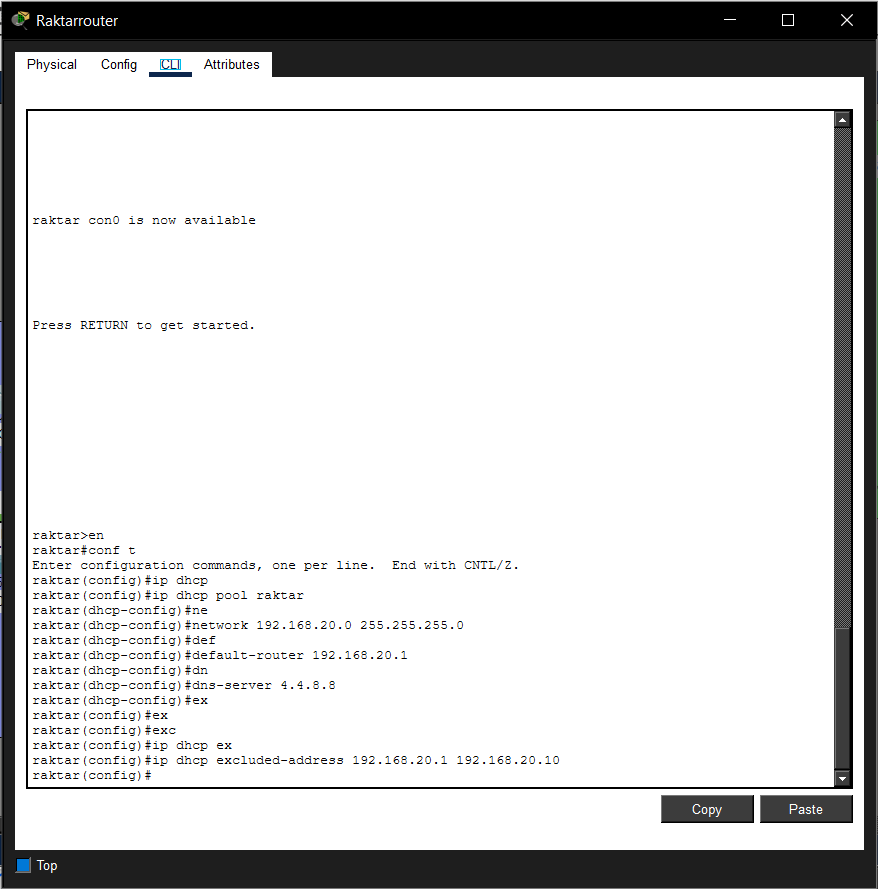 Raktarrouter
Physical Config CLI Attributes
raktar con0 is now available
Press RETURN to get started.
raktar>en
raktar#conf t
Enter configuration commands, one per line.  End with CNTL/Z.
raktar(config)#ip dhcp
raktar(config)#ip dhcp pool raktar
raktar(dhcp-config)#ne
raktar(dhcp-config)#network 192.168.20.0 255.255.255.0
raktar(dhcp-config)#def
raktar(dhcp-config)#default-router 192.168.20.1
raktar(dhcp-config)#dn
raktar(dhcp-config)#dns-server 4.4.8.8
raktar(dhcp-config)#ex
raktar(config)#ex
raktar(config)#exc
raktar(config)#ip dhcp ex
raktar(config)#ip dhcp excluded-address 192.168.20.1 192.168.20.10
raktar(config)#
Copy Paste
Top